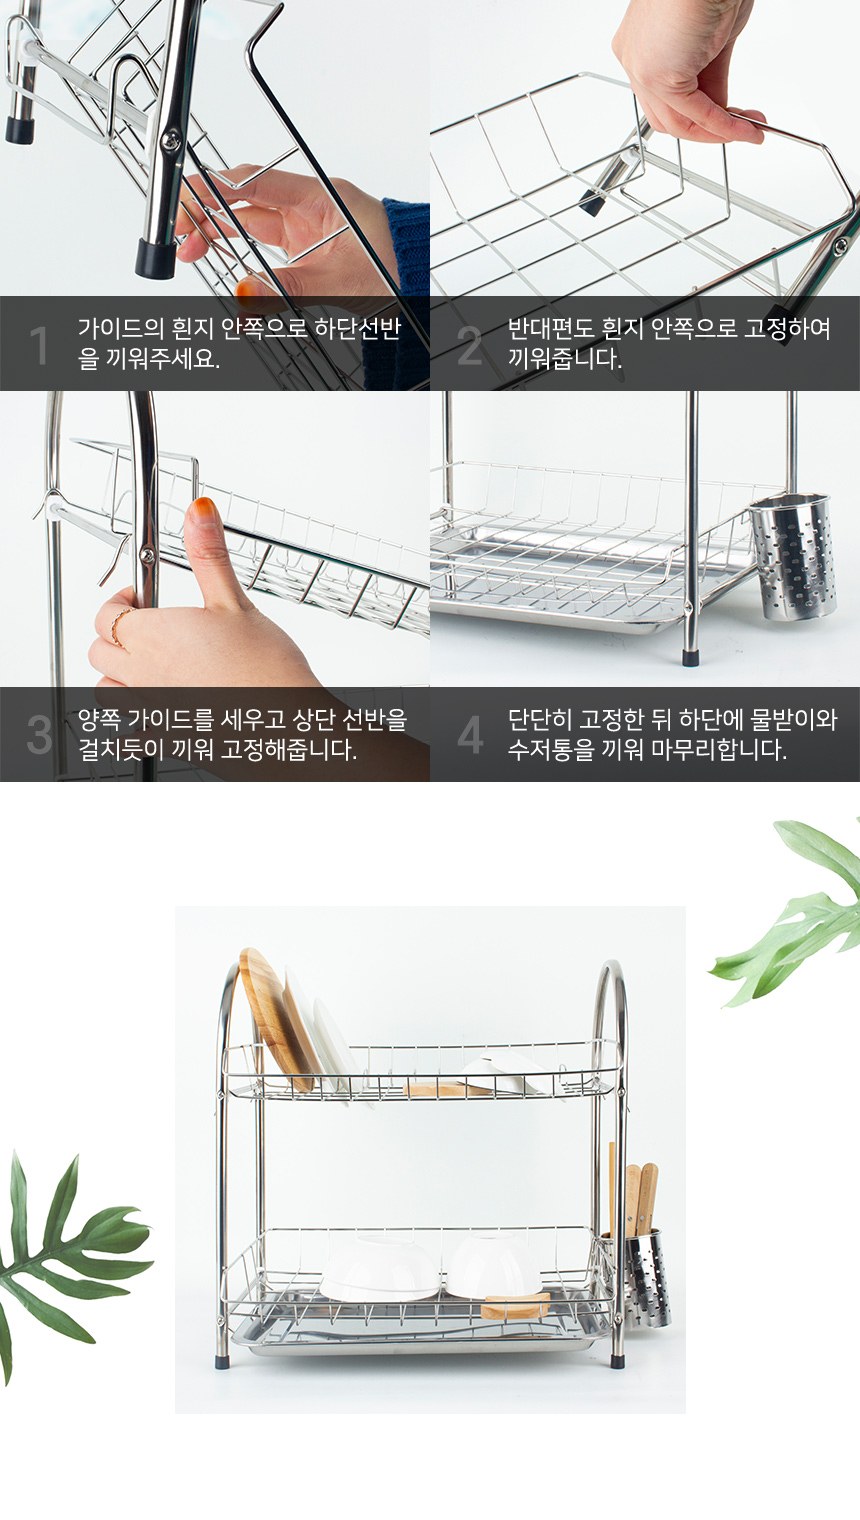 1
가이드의 흰지 안쪽으로 하단선반
을 끼워주세요.
2
반대편도 흰지 안쪽으로 고정하여
끼워줍니다.
3
양쪽 가이드를 세우고 상단 선반을
걸치듯이 끼워 고정해줍니다.
4
단단히 고정한 뒤 하단에 물받이와
수저통을 끼워 마무리합니다.